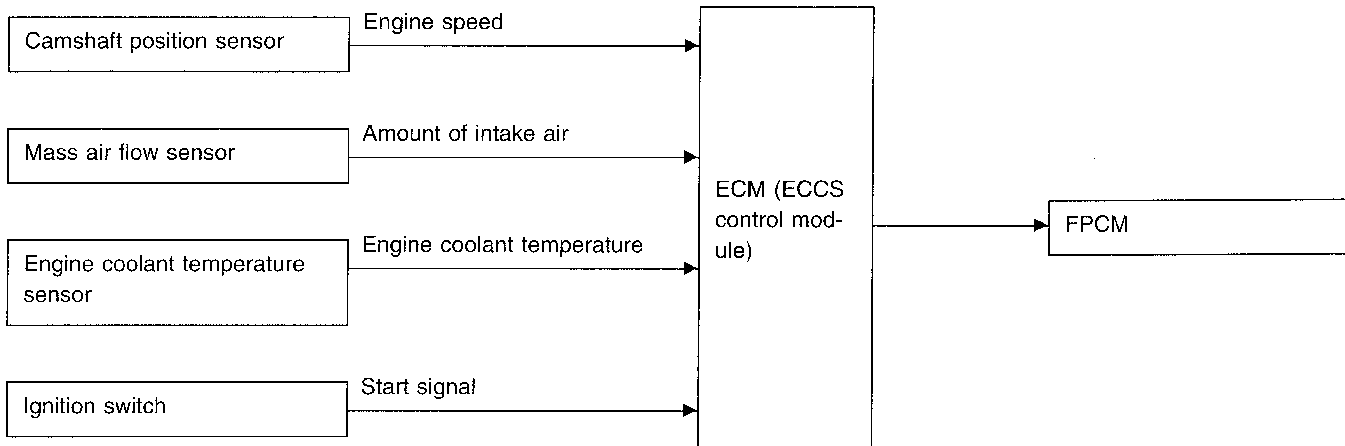 Engine speed
Camshaft position sensor
Amount of intake air
Mass air flow sensor
ECM (ECCS
control mod-
ule)
FPCM
Engine coolant temperature
Engine coolant temperature
sensor
Start signal
Ignition switch